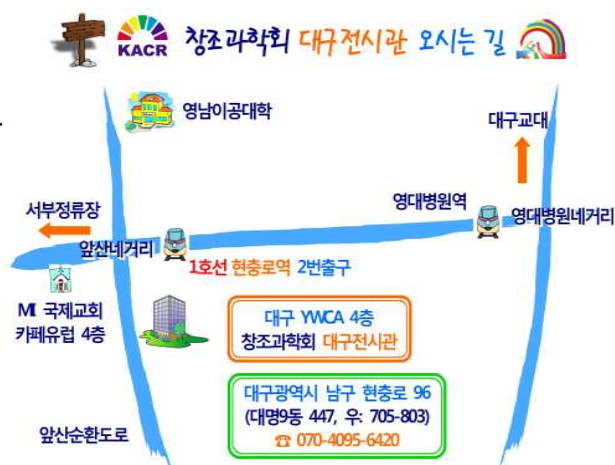 KACR 창조과학회 대구전시관 오시는 길
영남이공대학
대구교대
서부정류장
영대병원역
영대병원네거리
앞산네거리
1호선 현충로역 2번출구
MI 국제교회
카페유럽 4층
대구 YWCA 4층
창조과학회 대구전시관
대구광역시 남구 현충로 96
(대명9동 447, 우: 705-803)
☎ 070-4095-6420
앞산순환도로